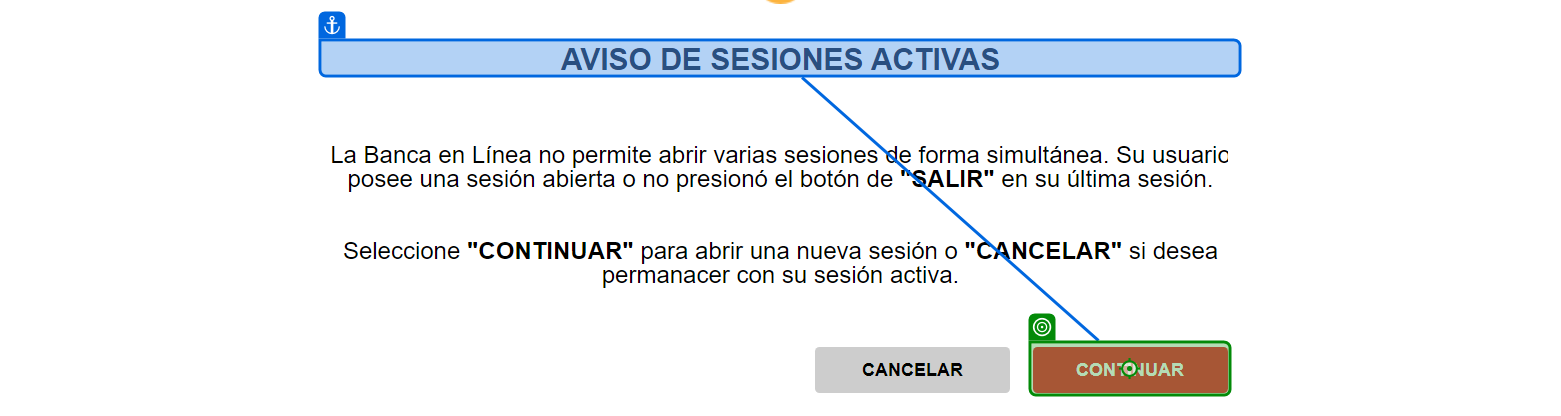 AVISO DE SESIONES ACTIVAS
La Banca en Línea no permite abrir varias sesiones de forma simultánea. Su usuario
posee una sesión abierta o no presionó el botón de "SALIR" en su última sesión.
Seleccione "CONTINUAR" para abrir una nueva sesión o "CANCELAR" si desea
permanacer con su sesión activa.
CANCELAR CONTINUAR